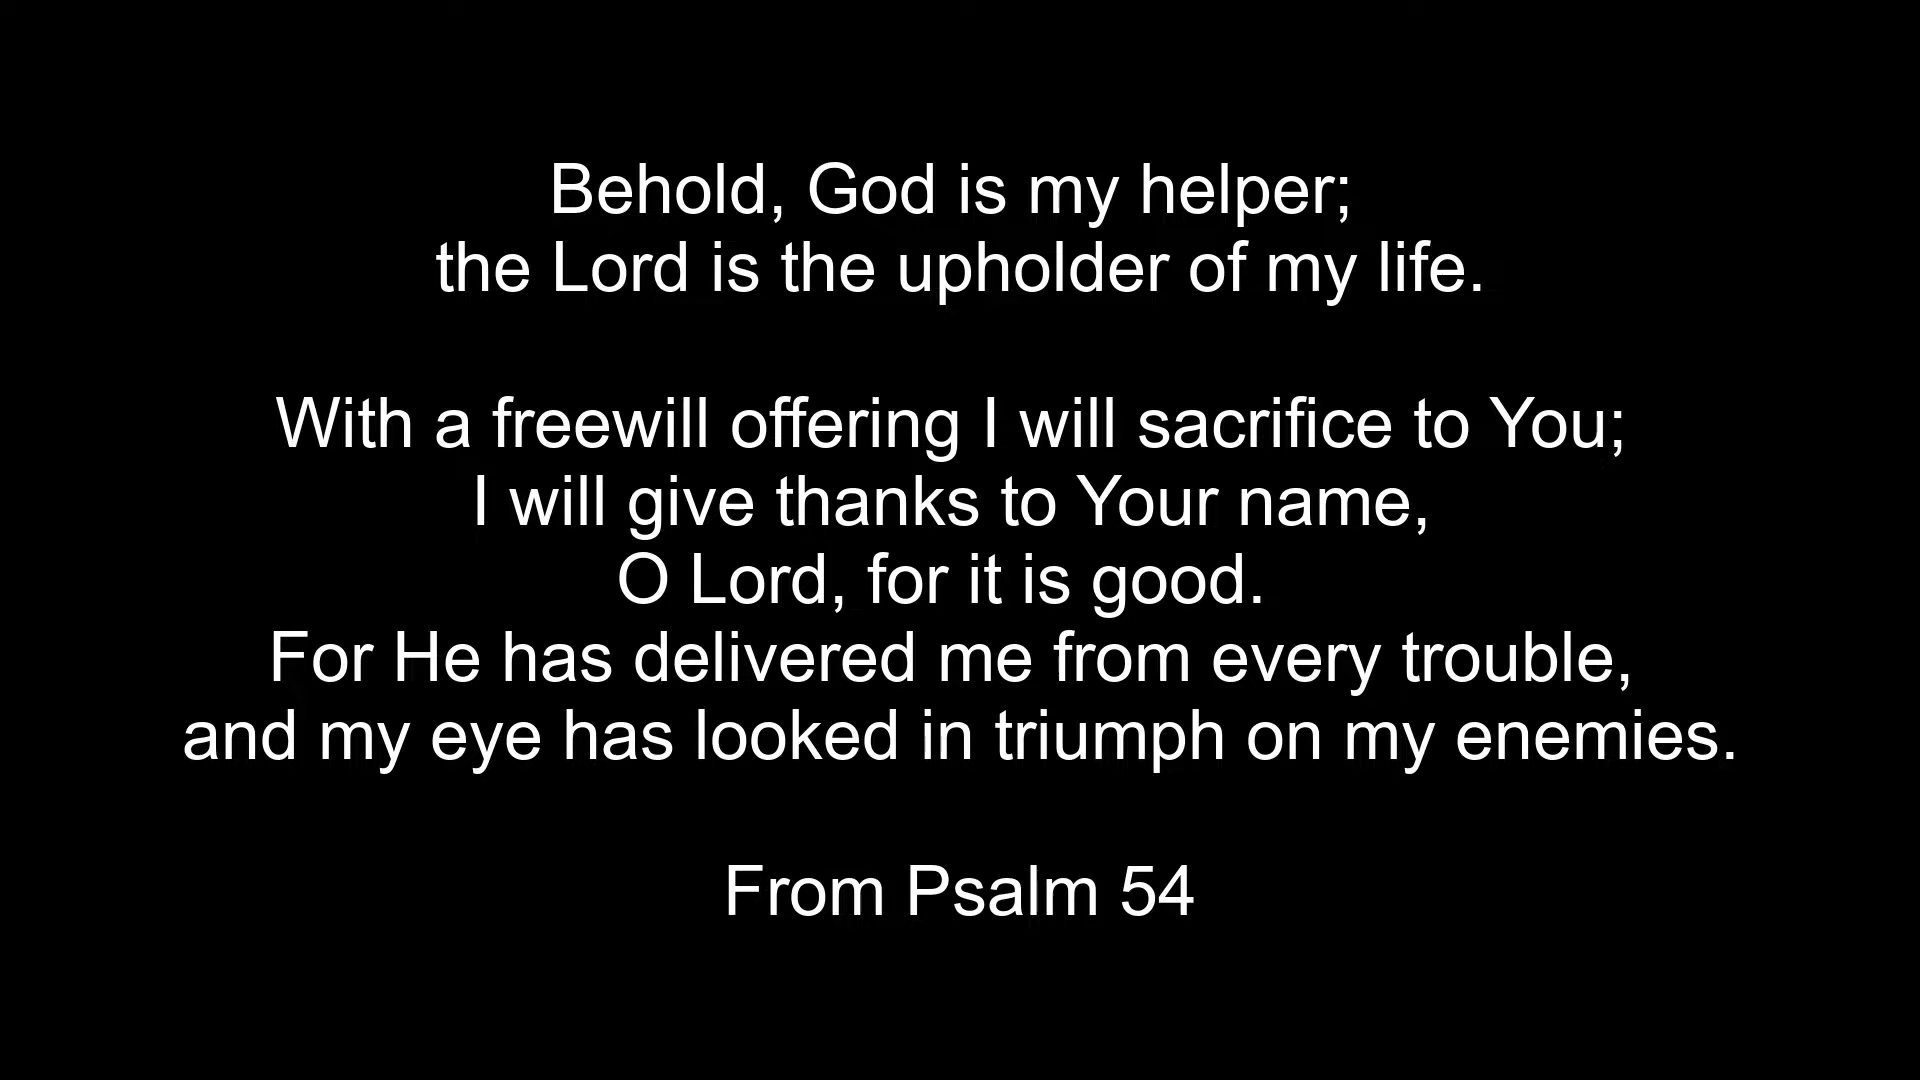 Behold, God is my helper;
the Lord is the upholder of my life.
With a freewill offering I will sacrifice to You;
I will give thanks to Your name,
O Lord, for it is good.
For He has delivered me from every trouble,
and my eye has looked in triumph on my enemies.
From Psalm 54